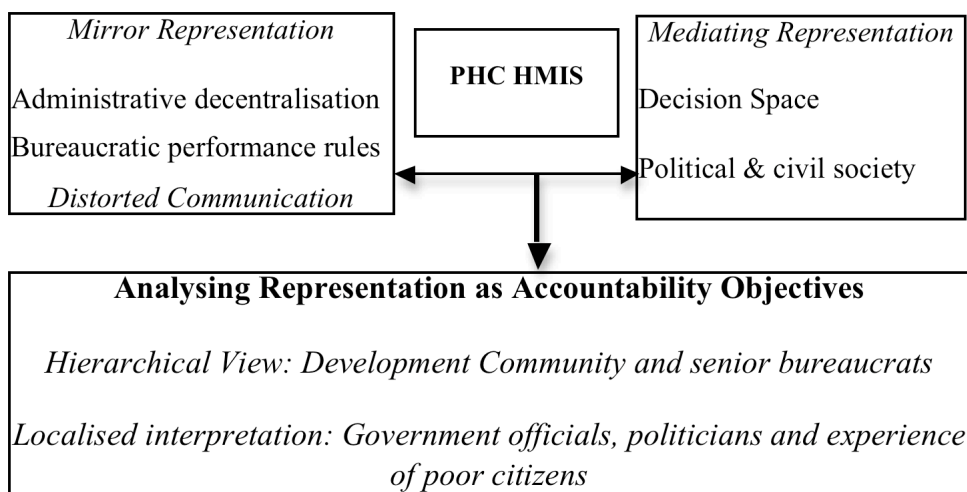 Mirror Representation
Administrative decentralisation
Bureaucratic performance rules
Distorted Communication
PHC HMIS
Mediating Representation
Decision Space
Political & civil society
Analysing Representation as Accountability Objectives
Hierarchical View: Development Community and senior bureaucrats
Localised interpretation: Government officials, politicians and experience
of poor citizens